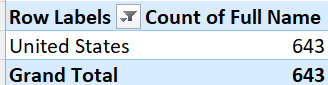 Row Labels Count of Full Name
United States 643
Grand Total 643